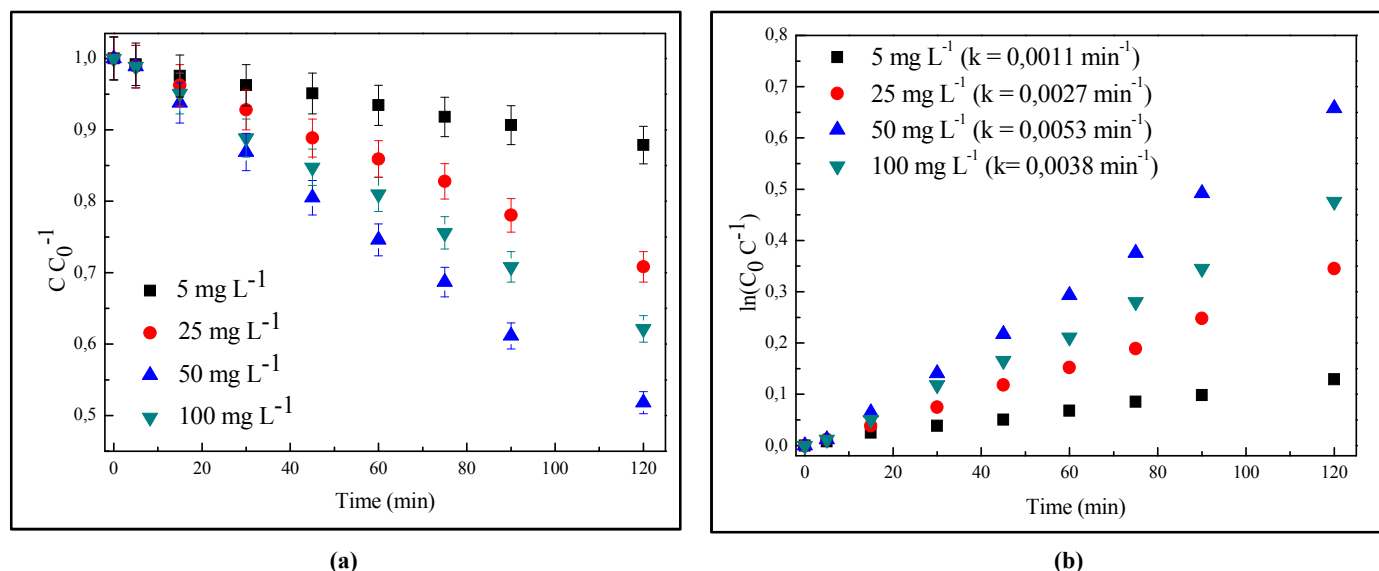 1,0
0,9
0,8
0,7
0,6
0,5
C C₀⁻¹
5 mg L⁻¹
25 mg L⁻¹
50 mg L⁻¹
100 mg L⁻¹
0 20 40 60 80 100 120
Time (min)
(a)
0,8
0,7
0,6
0,5
0,4
0,3
0,2
0,1
0,0
ln(C₀ C⁻¹)
5 mg L⁻¹ (k = 0,0011 min⁻¹)
25 mg L⁻¹ (k = 0,0027 min⁻¹)
50 mg L⁻¹ (k = 0,0053 min⁻¹)
100 mg L⁻¹ (k= 0,0038 min⁻¹)
0 20 40 60 80 100 120
Time (min)
(b)